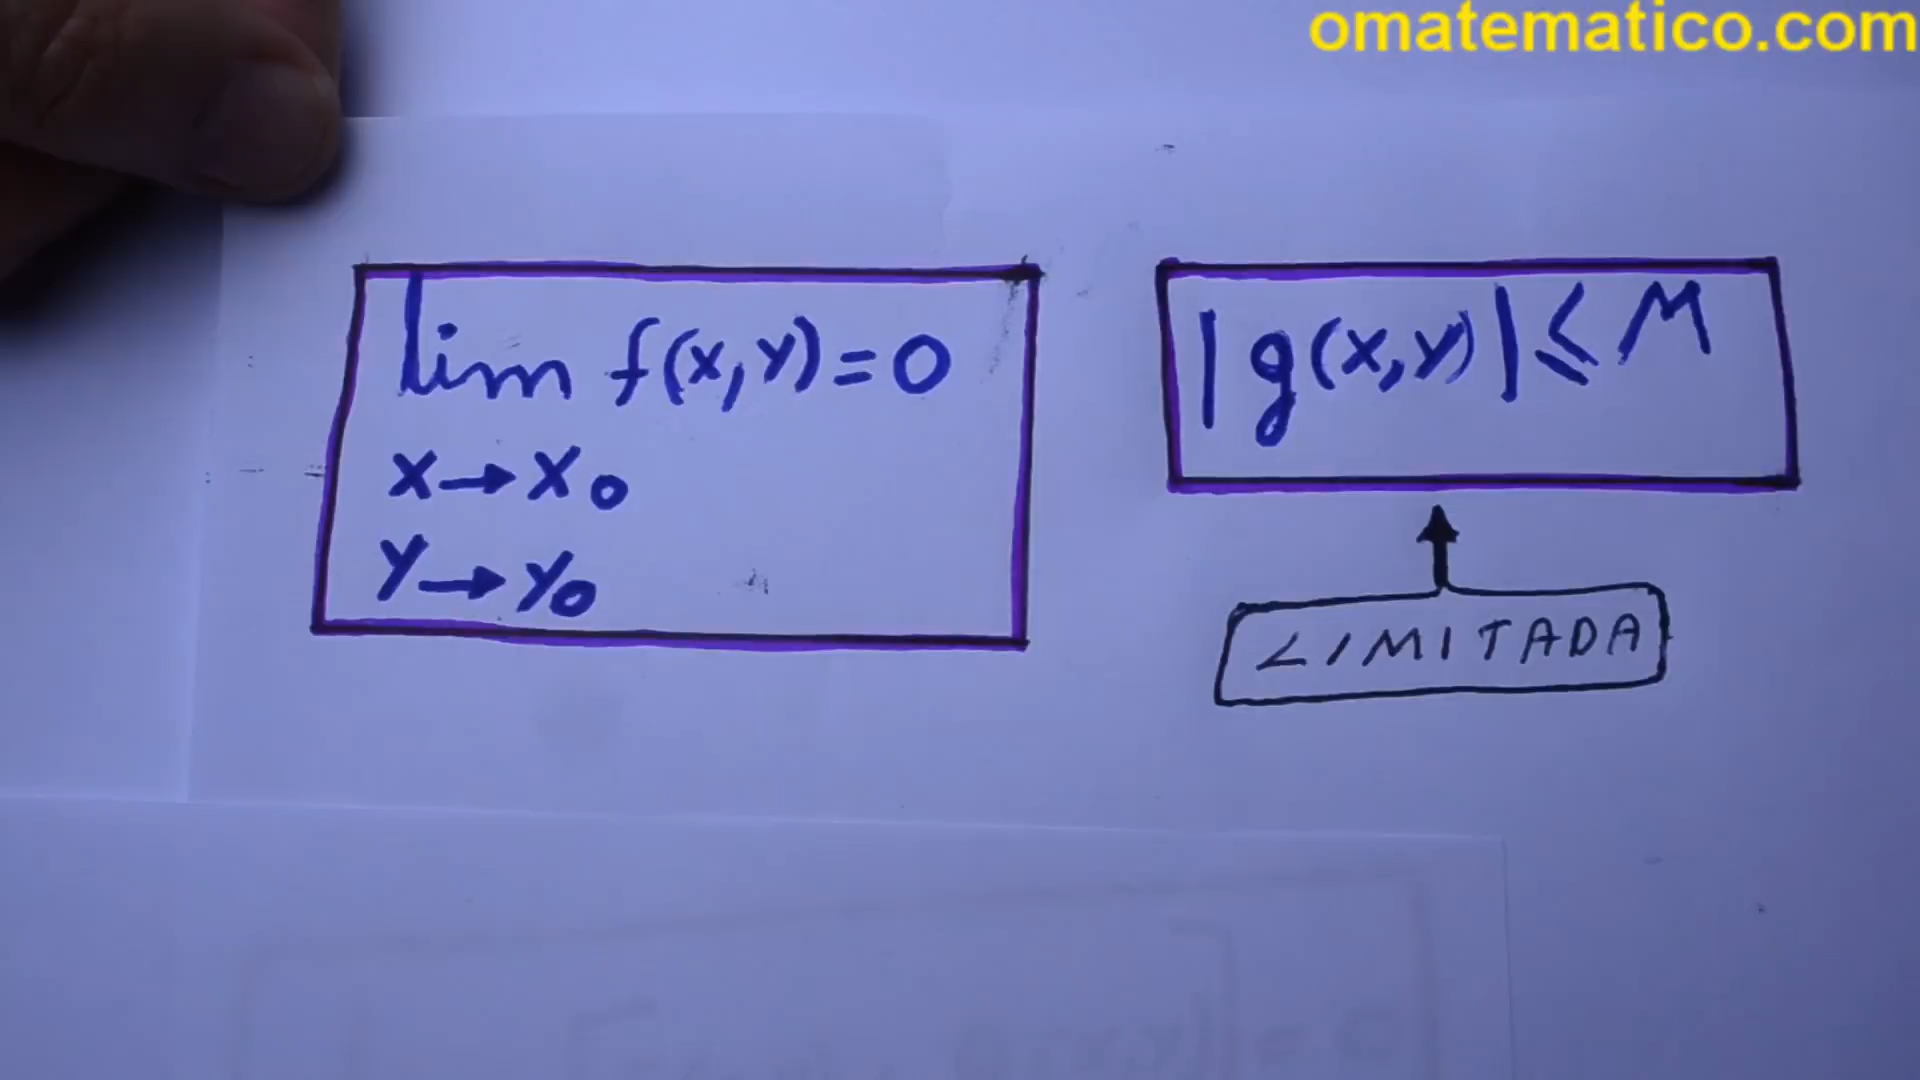 omatematico.com
lim f(x,y)=0
x→x₀
y→y₀
|g(x,y)|≤M
LIMITADA